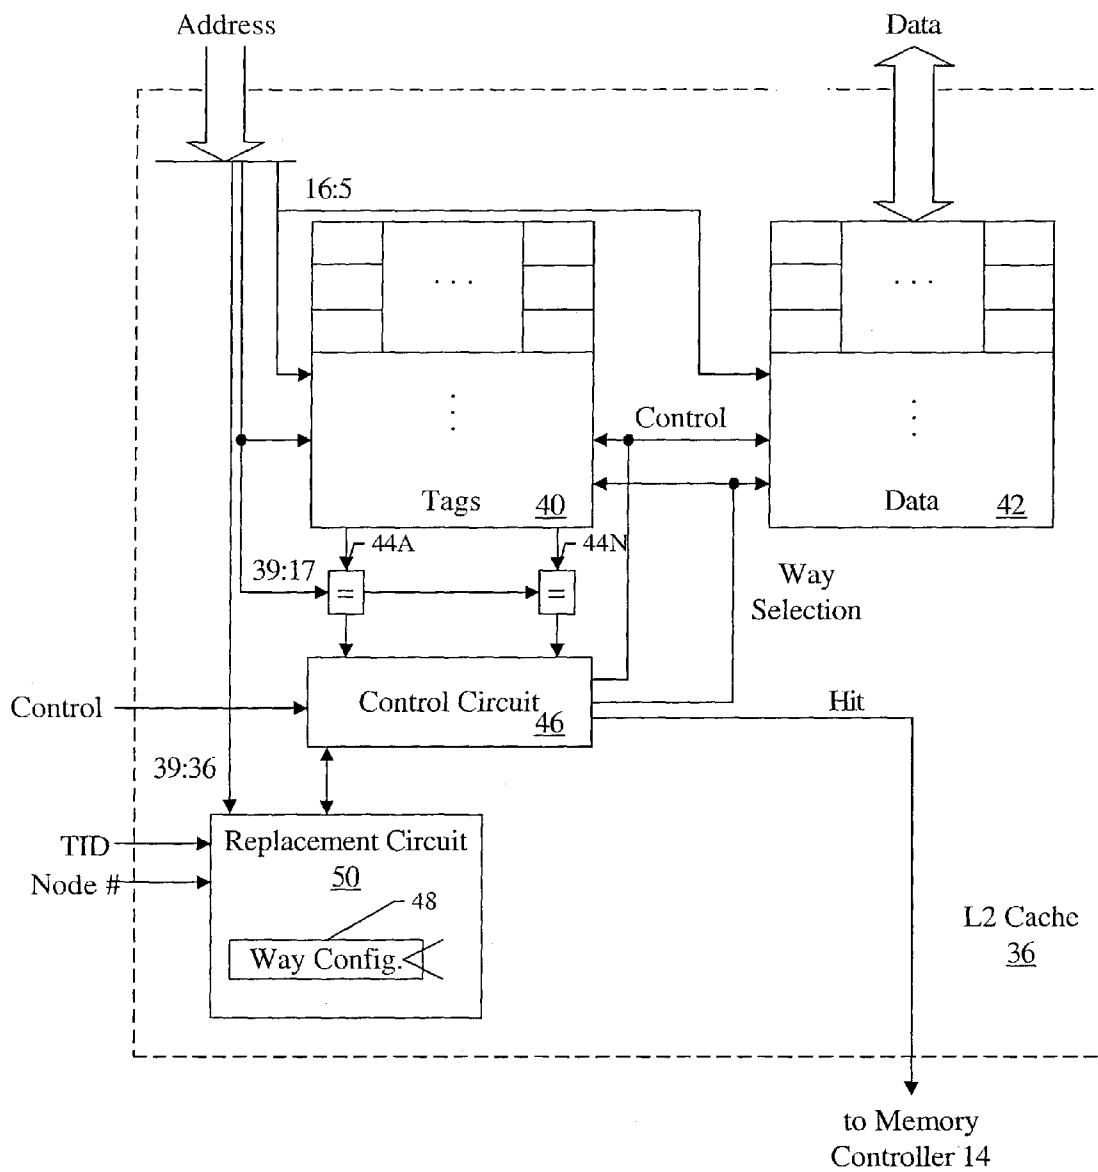 Address
Data
16:5
. . .
. . .
Control
Tags
40
Data
42
44A
44N
39:17
=
=
Way
Selection
Control
Control Circuit
46
Hit
39:36
TID
Node #
Replacement Circuit
50
48
Way Config.
L2 Cache
36
to Memory
Controller 14